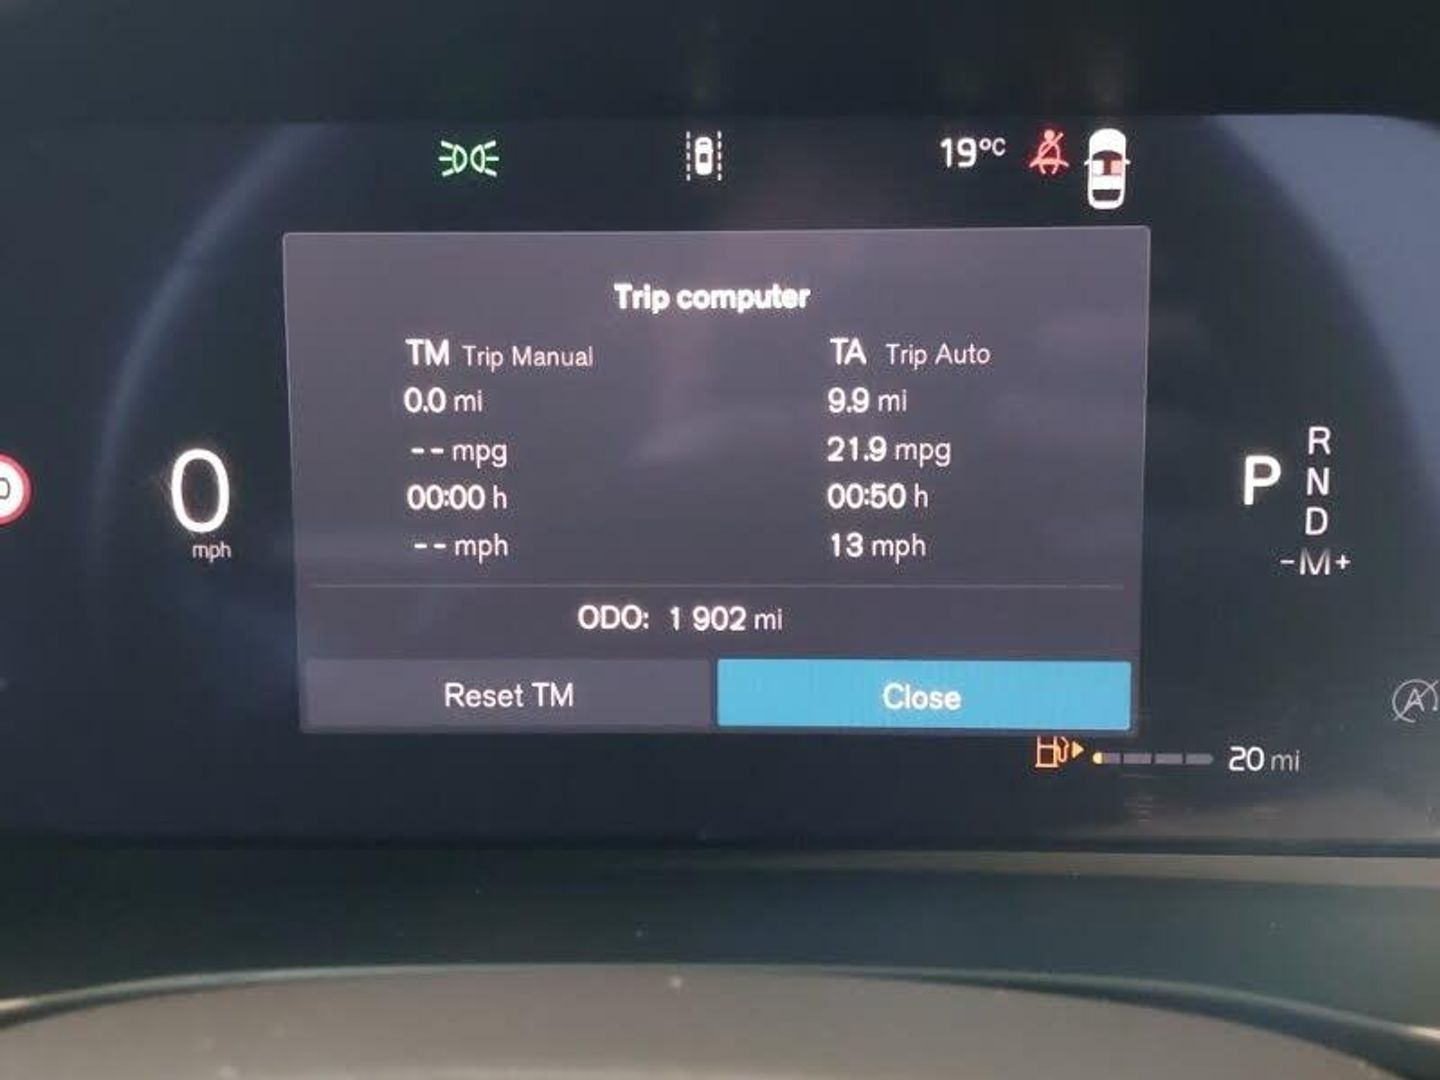 19°C
Trip computer
TM Trip Manual
0.0 mi
-- mpg
00:00 h
-- mph
TA Trip Auto
9.9 mi
21.9 mpg
00:50 h
13 mph
ODO: 1 902 mi
Reset TM
Close
0
mph
P
R
N
D
-M+
A
20 mi